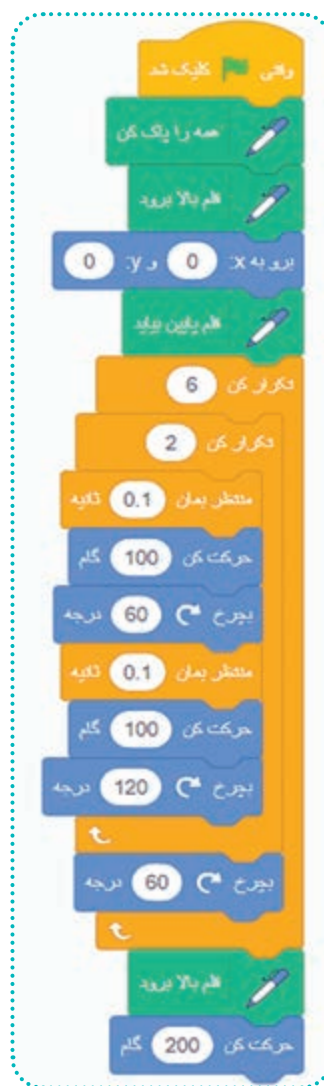 وقتی کلیک شد
همه را پاک کن
قلم بالا برود
برو به x: 0 و y: 0
قلم پایین بیاید
تکرار کن 6
تکرار کن 2
منتظر بمان 0.1 ثانیه
حرکت کن 100 گام
بچرخ 60 درجه
منتظر بمان 0.1 ثانیه
حرکت کن 100 گام
بچرخ 120 درجه
بچرخ 60 درجه
قلم بالا برود
حرکت کن 200 گام